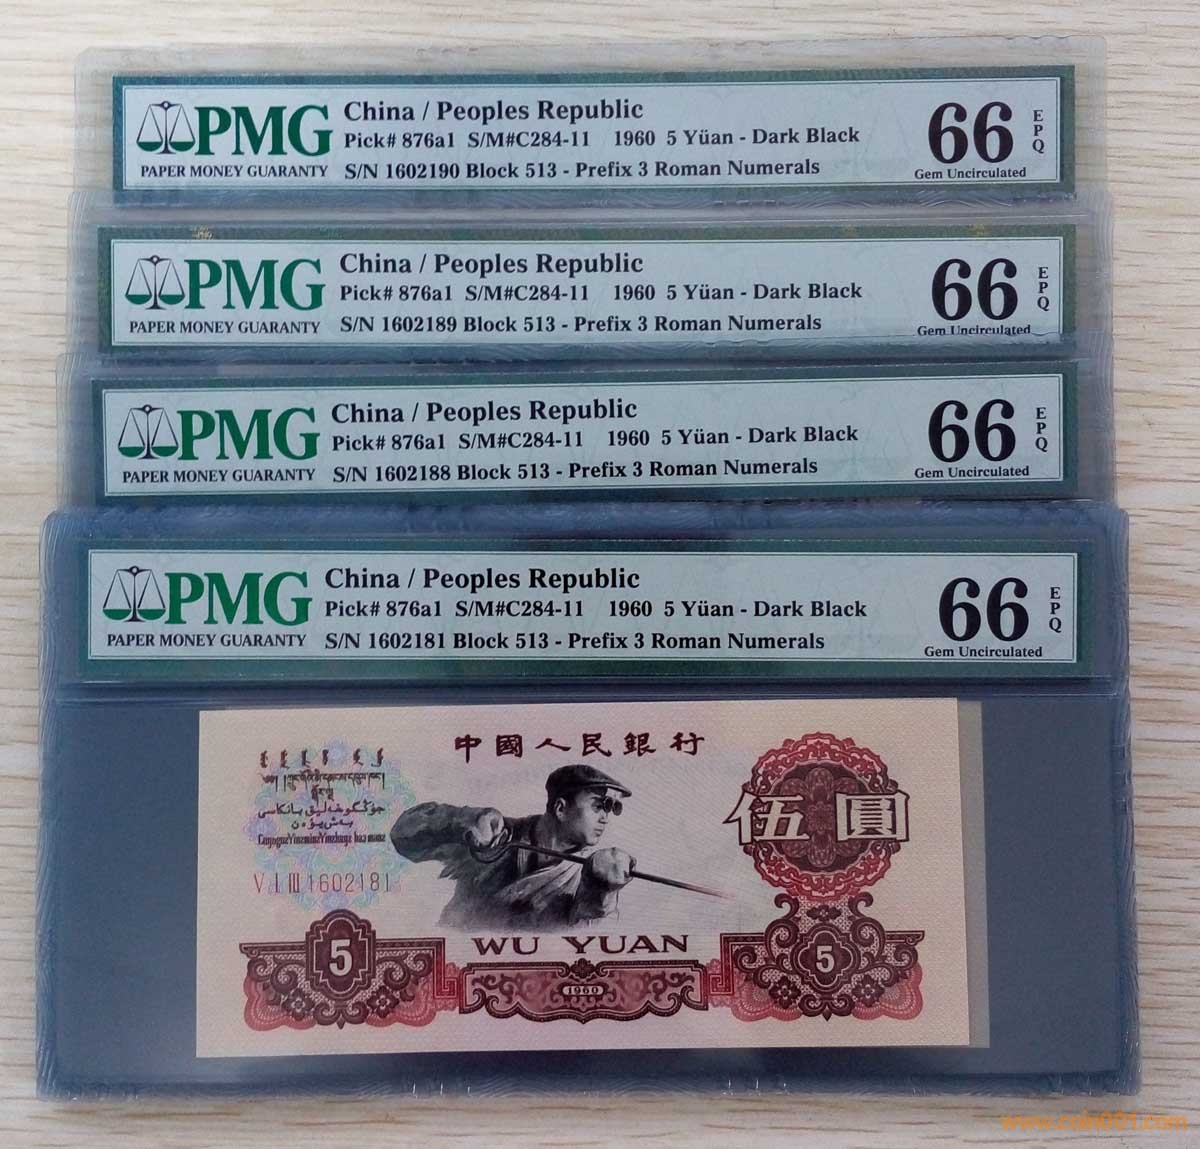 PMG
PAPER MONEY GUARANTY
China / Peoples Republic
Pick# 876a1 S/M#C284-11 1960 5 Yüan - Dark Black
S/N 1602190 Block 513 - Prefix 3 Roman Numerals
66
Gem Uncirculated
EPQ
PMG
PAPER MONEY GUARANTY
China / Peoples Republic
Pick# 876a1 S/M#C284-11 1960 5 Yüan - Dark Black
S/N 1602189 Block 513 - Prefix 3 Roman Numerals
66
Gem Uncirculated
EPQ
PMG
PAPER MONEY GUARANTY
China / Peoples Republic
Pick# 876a1 S/M#C284-11 1960 5 Yüan - Dark Black
S/N 1602188 Block 513 - Prefix 3 Roman Numerals
66
Gem Uncirculated
EPQ
PMG
PAPER MONEY GUARANTY
China / Peoples Republic
Pick# 876a1 S/M#C284-11 1960 5 Yüan - Dark Black
S/N 1602181 Block 513 - Prefix 3 Roman Numerals
66
Gem Uncirculated
EPQ
中國人民銀行
伍圓
V I III 1602181
5
WU YUAN
1960
5
www.coin001.com